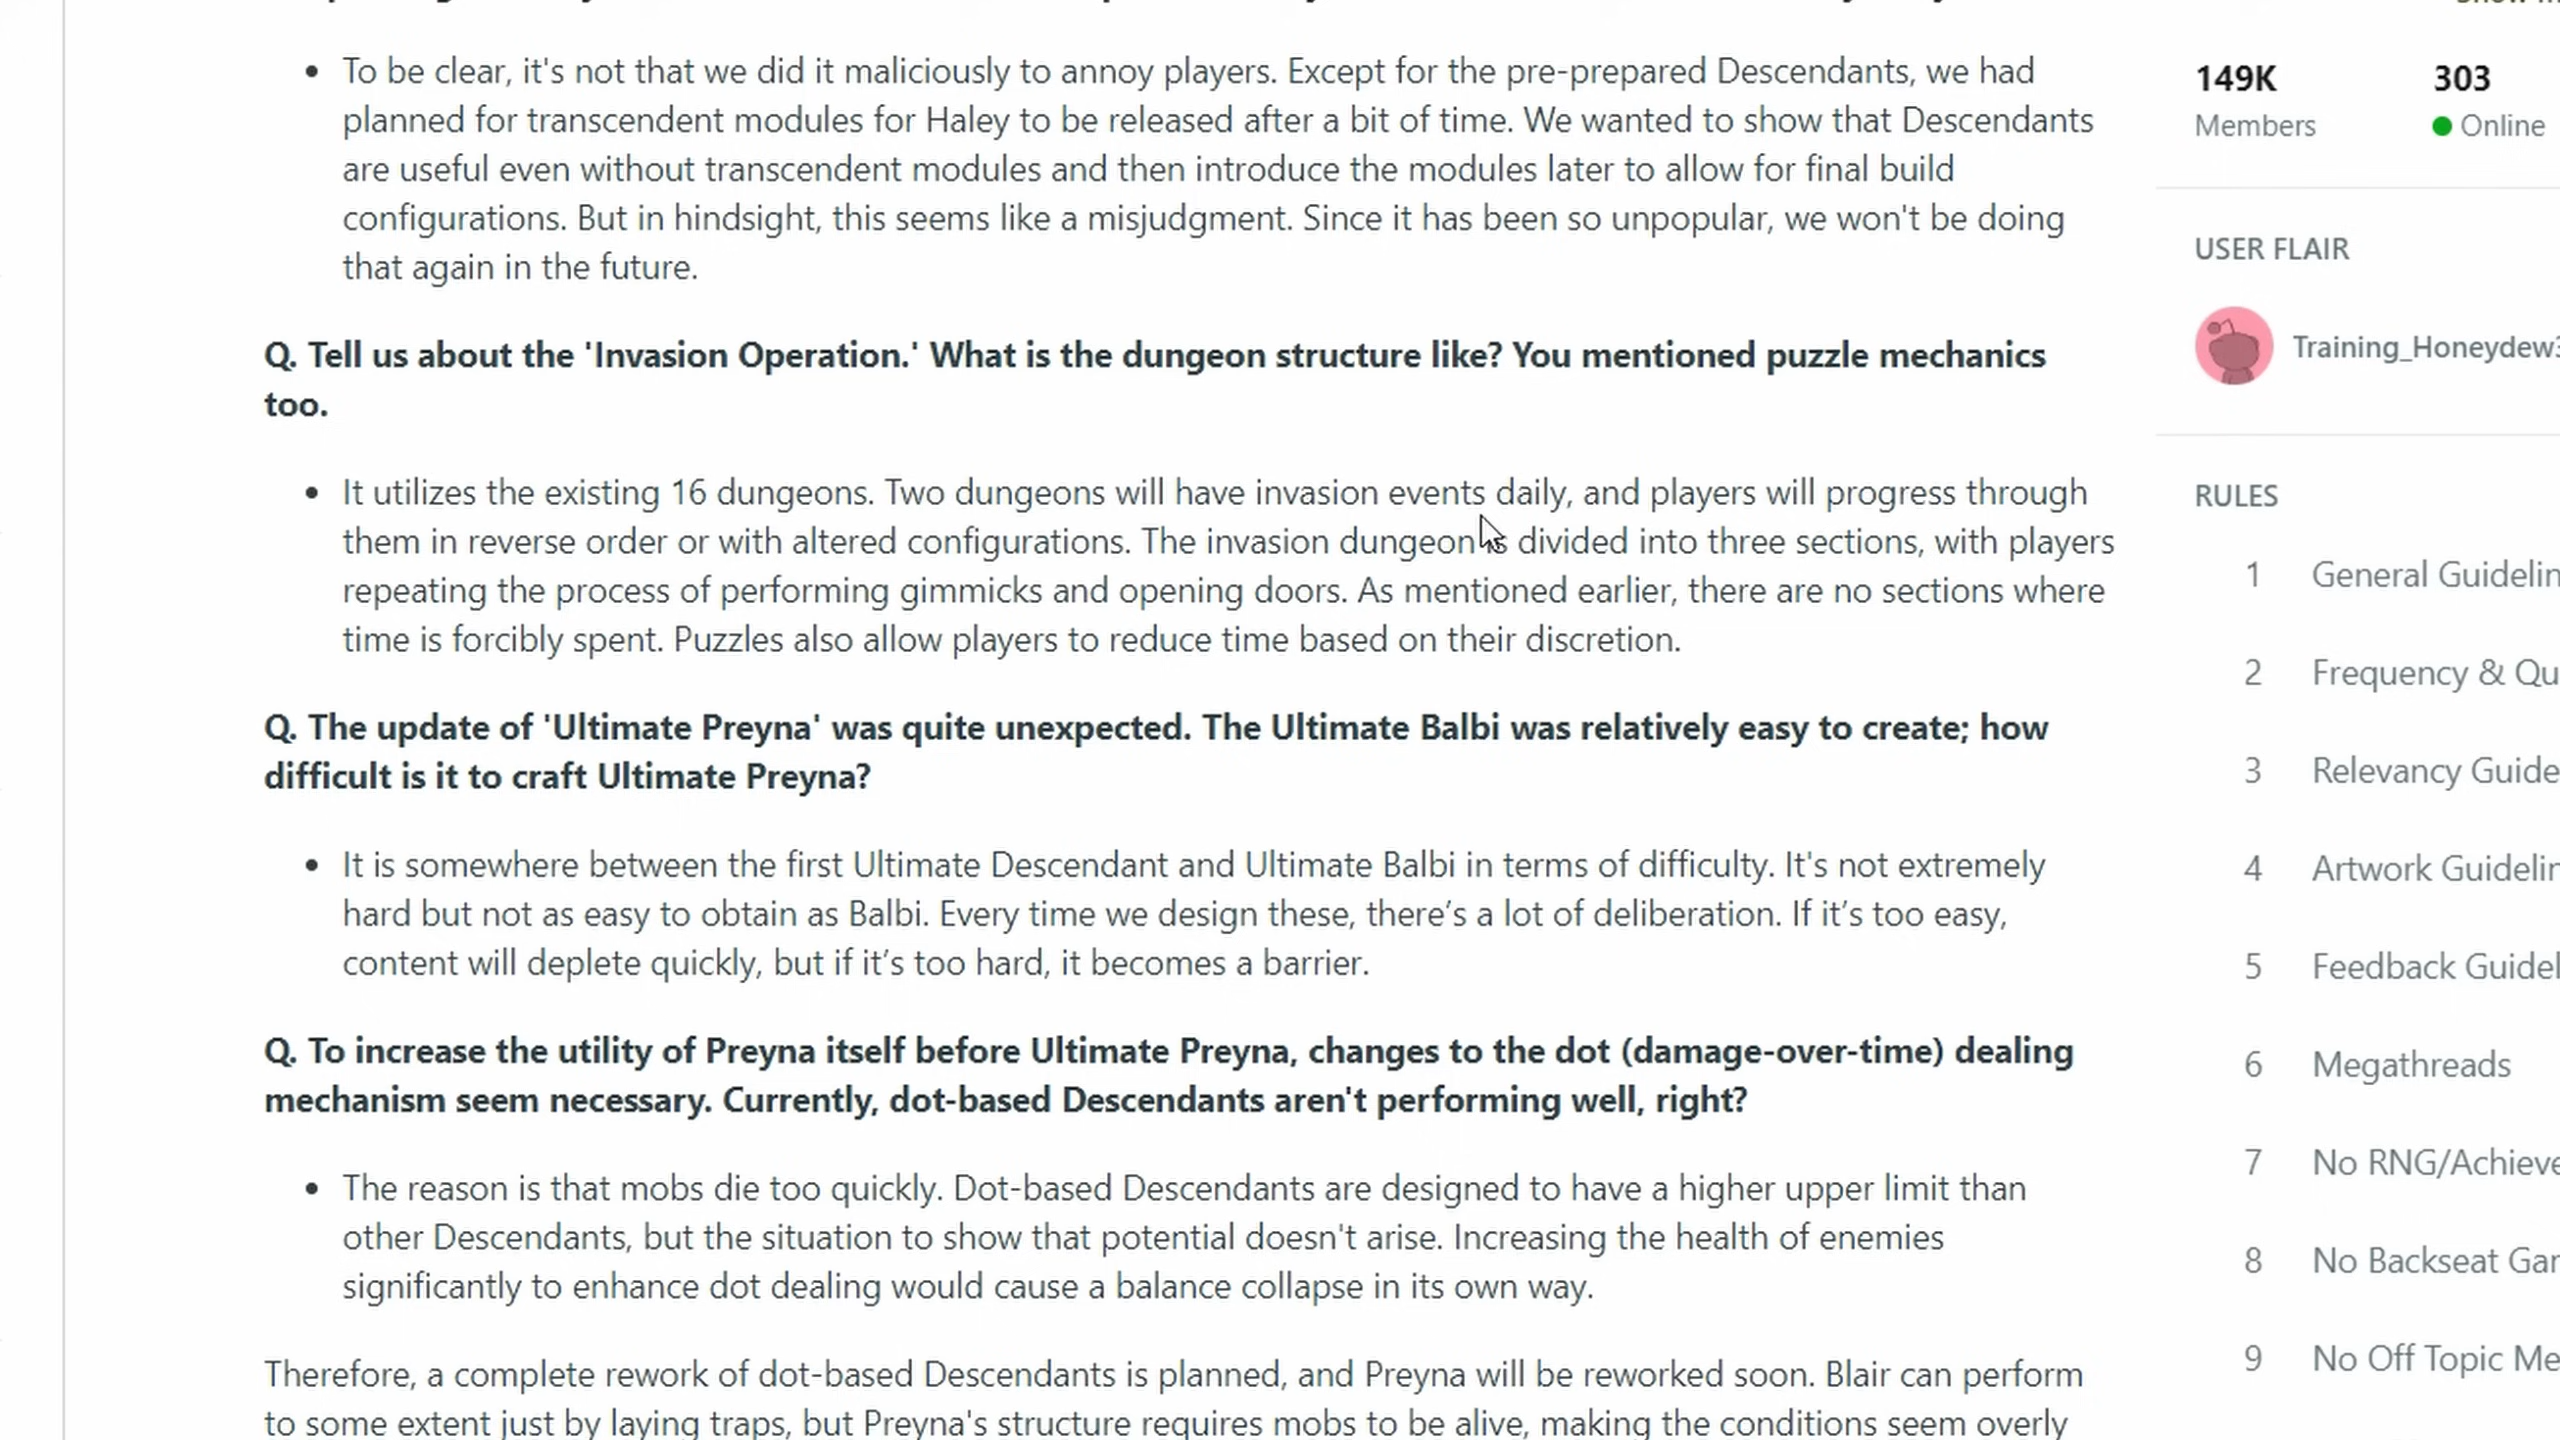 To be clear, it's not that we did it maliciously to annoy players. Except for the pre-prepared Descendants, we had
planned for transcendent modules for Haley to be released after a bit of time. We wanted to show that Descendants
are useful even without transcendent modules and then introduce the modules later to allow for final build
configurations. But in hindsight, this seems like a misjudgment. Since it has been so unpopular, we won't be doing
that again in the future.
Q. Tell us about the 'Invasion Operation.' What is the dungeon structure like? You mentioned puzzle mechanics
too.
It utilizes the existing 16 dungeons. Two dungeons will have invasion events daily, and players will progress through
them in reverse order or with altered configurations. The invasion dungeon is divided into three sections, with players
repeating the process of performing gimmicks and opening doors. As mentioned earlier, there are no sections where
time is forcibly spent. Puzzles also allow players to reduce time based on their discretion.
Q. The update of 'Ultimate Preyna' was quite unexpected. The Ultimate Balbi was relatively easy to create; how
difficult is it to craft Ultimate Preyna?
It is somewhere between the first Ultimate Descendant and Ultimate Balbi in terms of difficulty. It's not extremely
hard but not as easy to obtain as Balbi. Every time we design these, there’s a lot of deliberation. If it’s too easy,
content will deplete quickly, but if it’s too hard, it becomes a barrier.
Q. To increase the utility of Preyna itself before Ultimate Preyna, changes to the dot (damage-over-time) dealing
mechanism seem necessary. Currently, dot-based Descendants aren't performing well, right?
The reason is that mobs die too quickly. Dot-based Descendants are designed to have a higher upper limit than
other Descendants, but the situation to show that potential doesn't arise. Increasing the health of enemies
significantly to enhance dot dealing would cause a balance collapse in its own way.
Therefore, a complete rework of dot-based Descendants is planned, and Preyna will be reworked soon. Blair can perform
to some extent just by laying traps, but Preyna's structure requires mobs to be alive, making the conditions seem overly
149K 303
Members Online
USER FLAIR
Training_Honeydew3
RULES
1 General Guidelin
2 Frequency & Qu
3 Relevancy Guide
4 Artwork Guidelin
5 Feedback Guidel
6 Megathreads
7 No RNG/Achieve
8 No Backseat Gar
9 No Off Topic Me